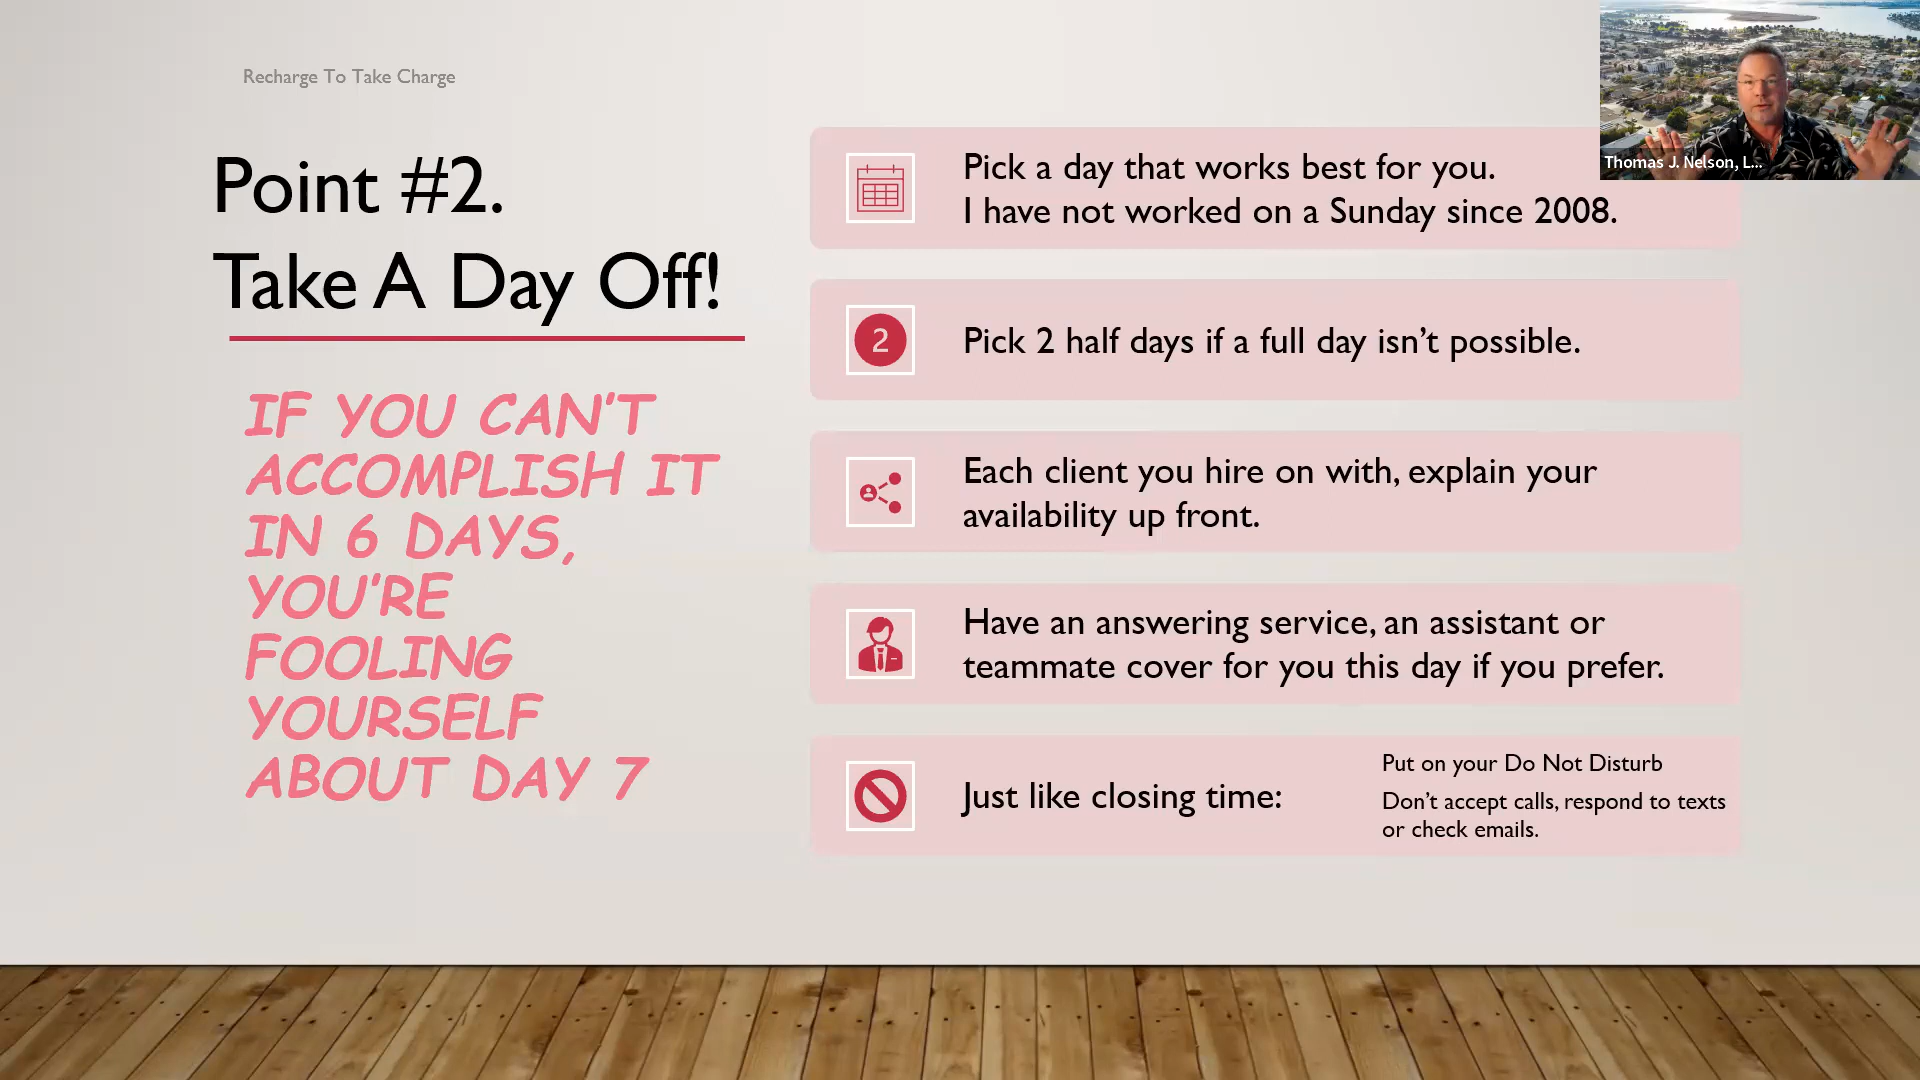 Recharge To Take Charge
Point #2.
Take A Day Off!
IF YOU CAN'T
ACCOMPLISH IT
IN 6 DAYS,
YOU'RE
FOOLING
YOURSELF
ABOUT DAY 7
Pick a day that works best for you.
I have not worked on a Sunday since 2008.
2
Pick 2 half days if a full day isn't possible.
Each client you hire on with, explain your
availability up front.
Have an answering service, an assistant or
teammate cover for you this day if you prefer.
Just like closing time:
Put on your Do Not Disturb
Don't accept calls, respond to texts
or check emails.
Thomas J. Nelson, L...